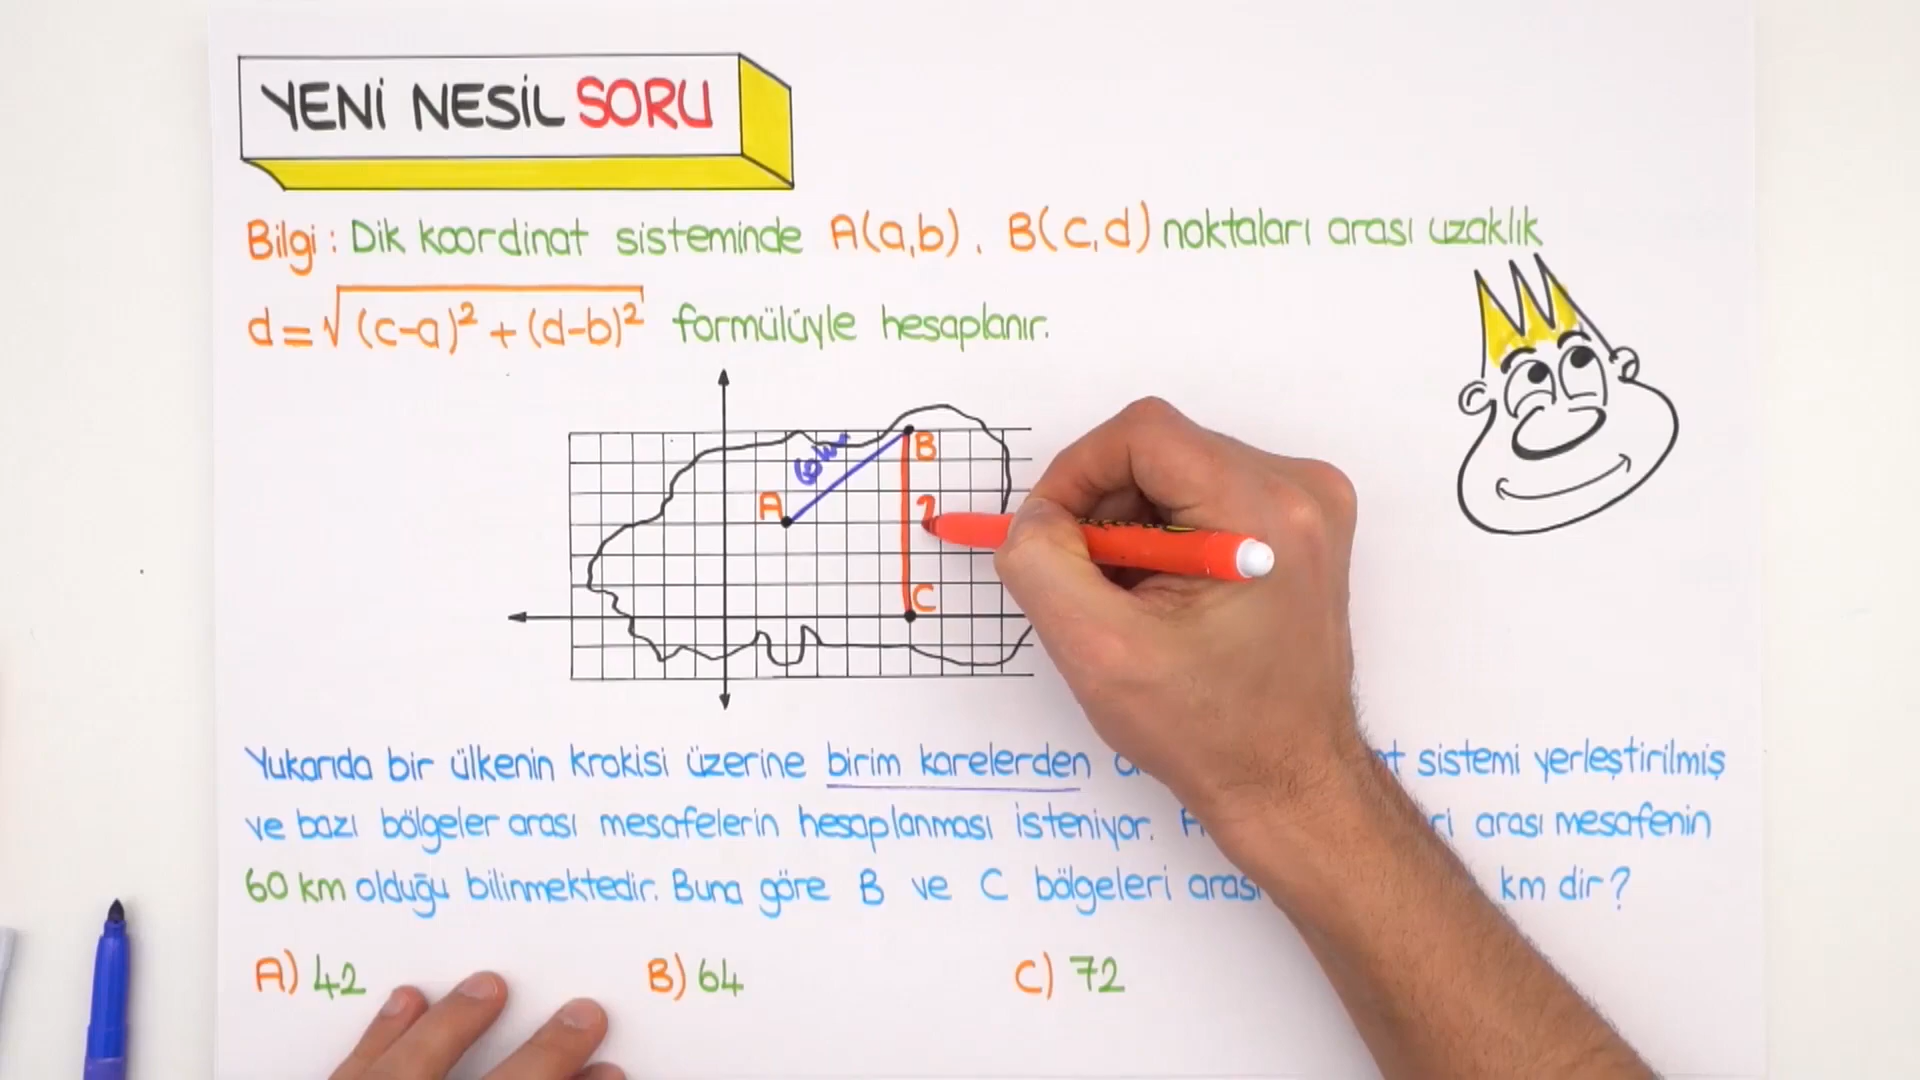 YENİ NESİL SORU
Bilgi: Dik koordinat sisteminde A(a,b), B(c,d) noktaları arası uzaklık
d=√(c-a)²+(d-b)² formülüyle hesaplanır.
B
60km
A
?
C
Yukarıda bir ülkenin krokisi üzerine birim karelerden sistemi yerleştirilmiş
ve bazı bölgeler arası mesafelerin hesaplanması isteniyor. arası mesafenin
60 km olduğu bilinmektedir. Buna göre B ve C bölgeleri arası km dir?
A) 42 B) 64 C) 72